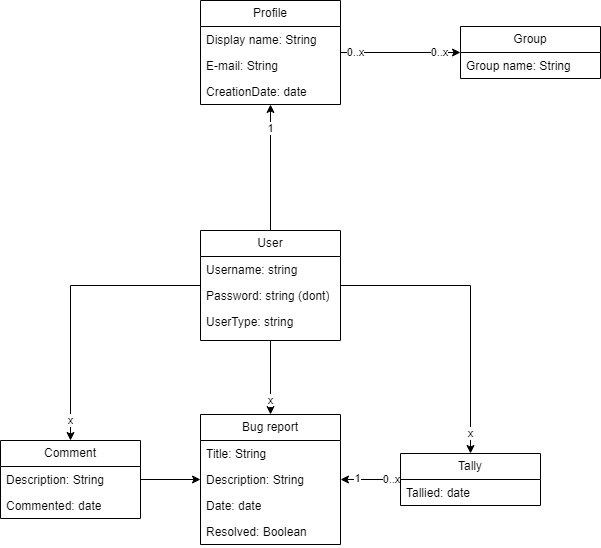 Profile
Display name: String
E-mail: String
CreationDate: date
0..x
0..x
Group
Group name: String
1
User
Username: string
Password: string (dont)
UserType: string
x
x
x
Comment
Description: String
Commented: date
Bug report
Title: String
Description: String
Date: date
Resolved: Boolean
1
0..x
Tally
Tallied: date